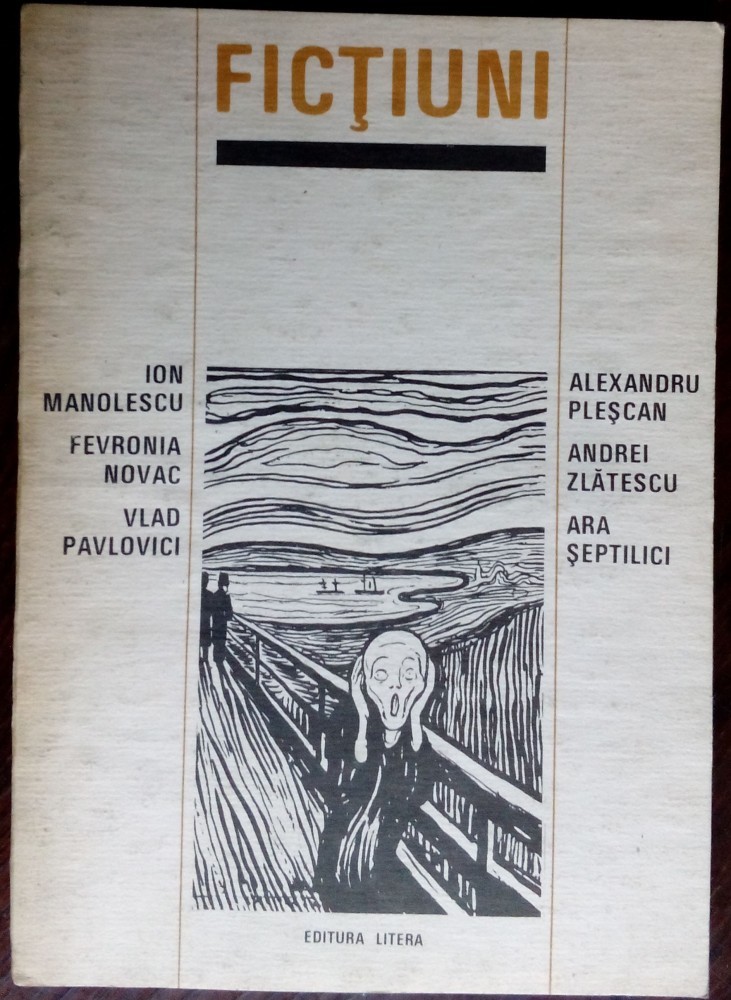 FICŢIUNI
ION
MANOLESCU
FEVRONIA
NOVAC
VLAD
PAVLOVICI
ALEXANDRU
PLEŞCAN
ANDREI
ZLĂTESCU
ARA
ŞEPTILICI
EDITURA LITERA